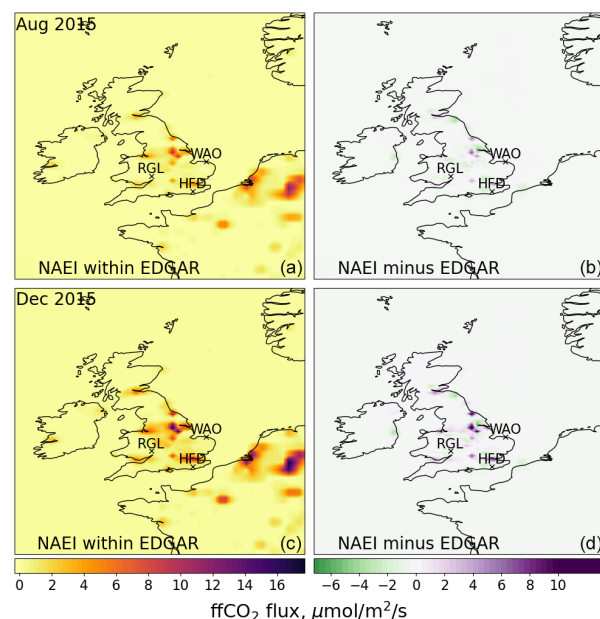 Aug 2015
WAO
RGL
HFD
NAEI within EDGAR
(a)
WAO
RGL
HFD
NAEI minus EDGAR
(b)
Dec 2015
WAO
RGL
HFD
NAEI within EDGAR
(c)
WAO
RGL
HFD
NAEI minus EDGAR
(d)
0 2 4 6 8 10 12 14 16
−6 −4 −2 0 2 4 6 8 10
ffCO₂ flux, μmol/m²/s